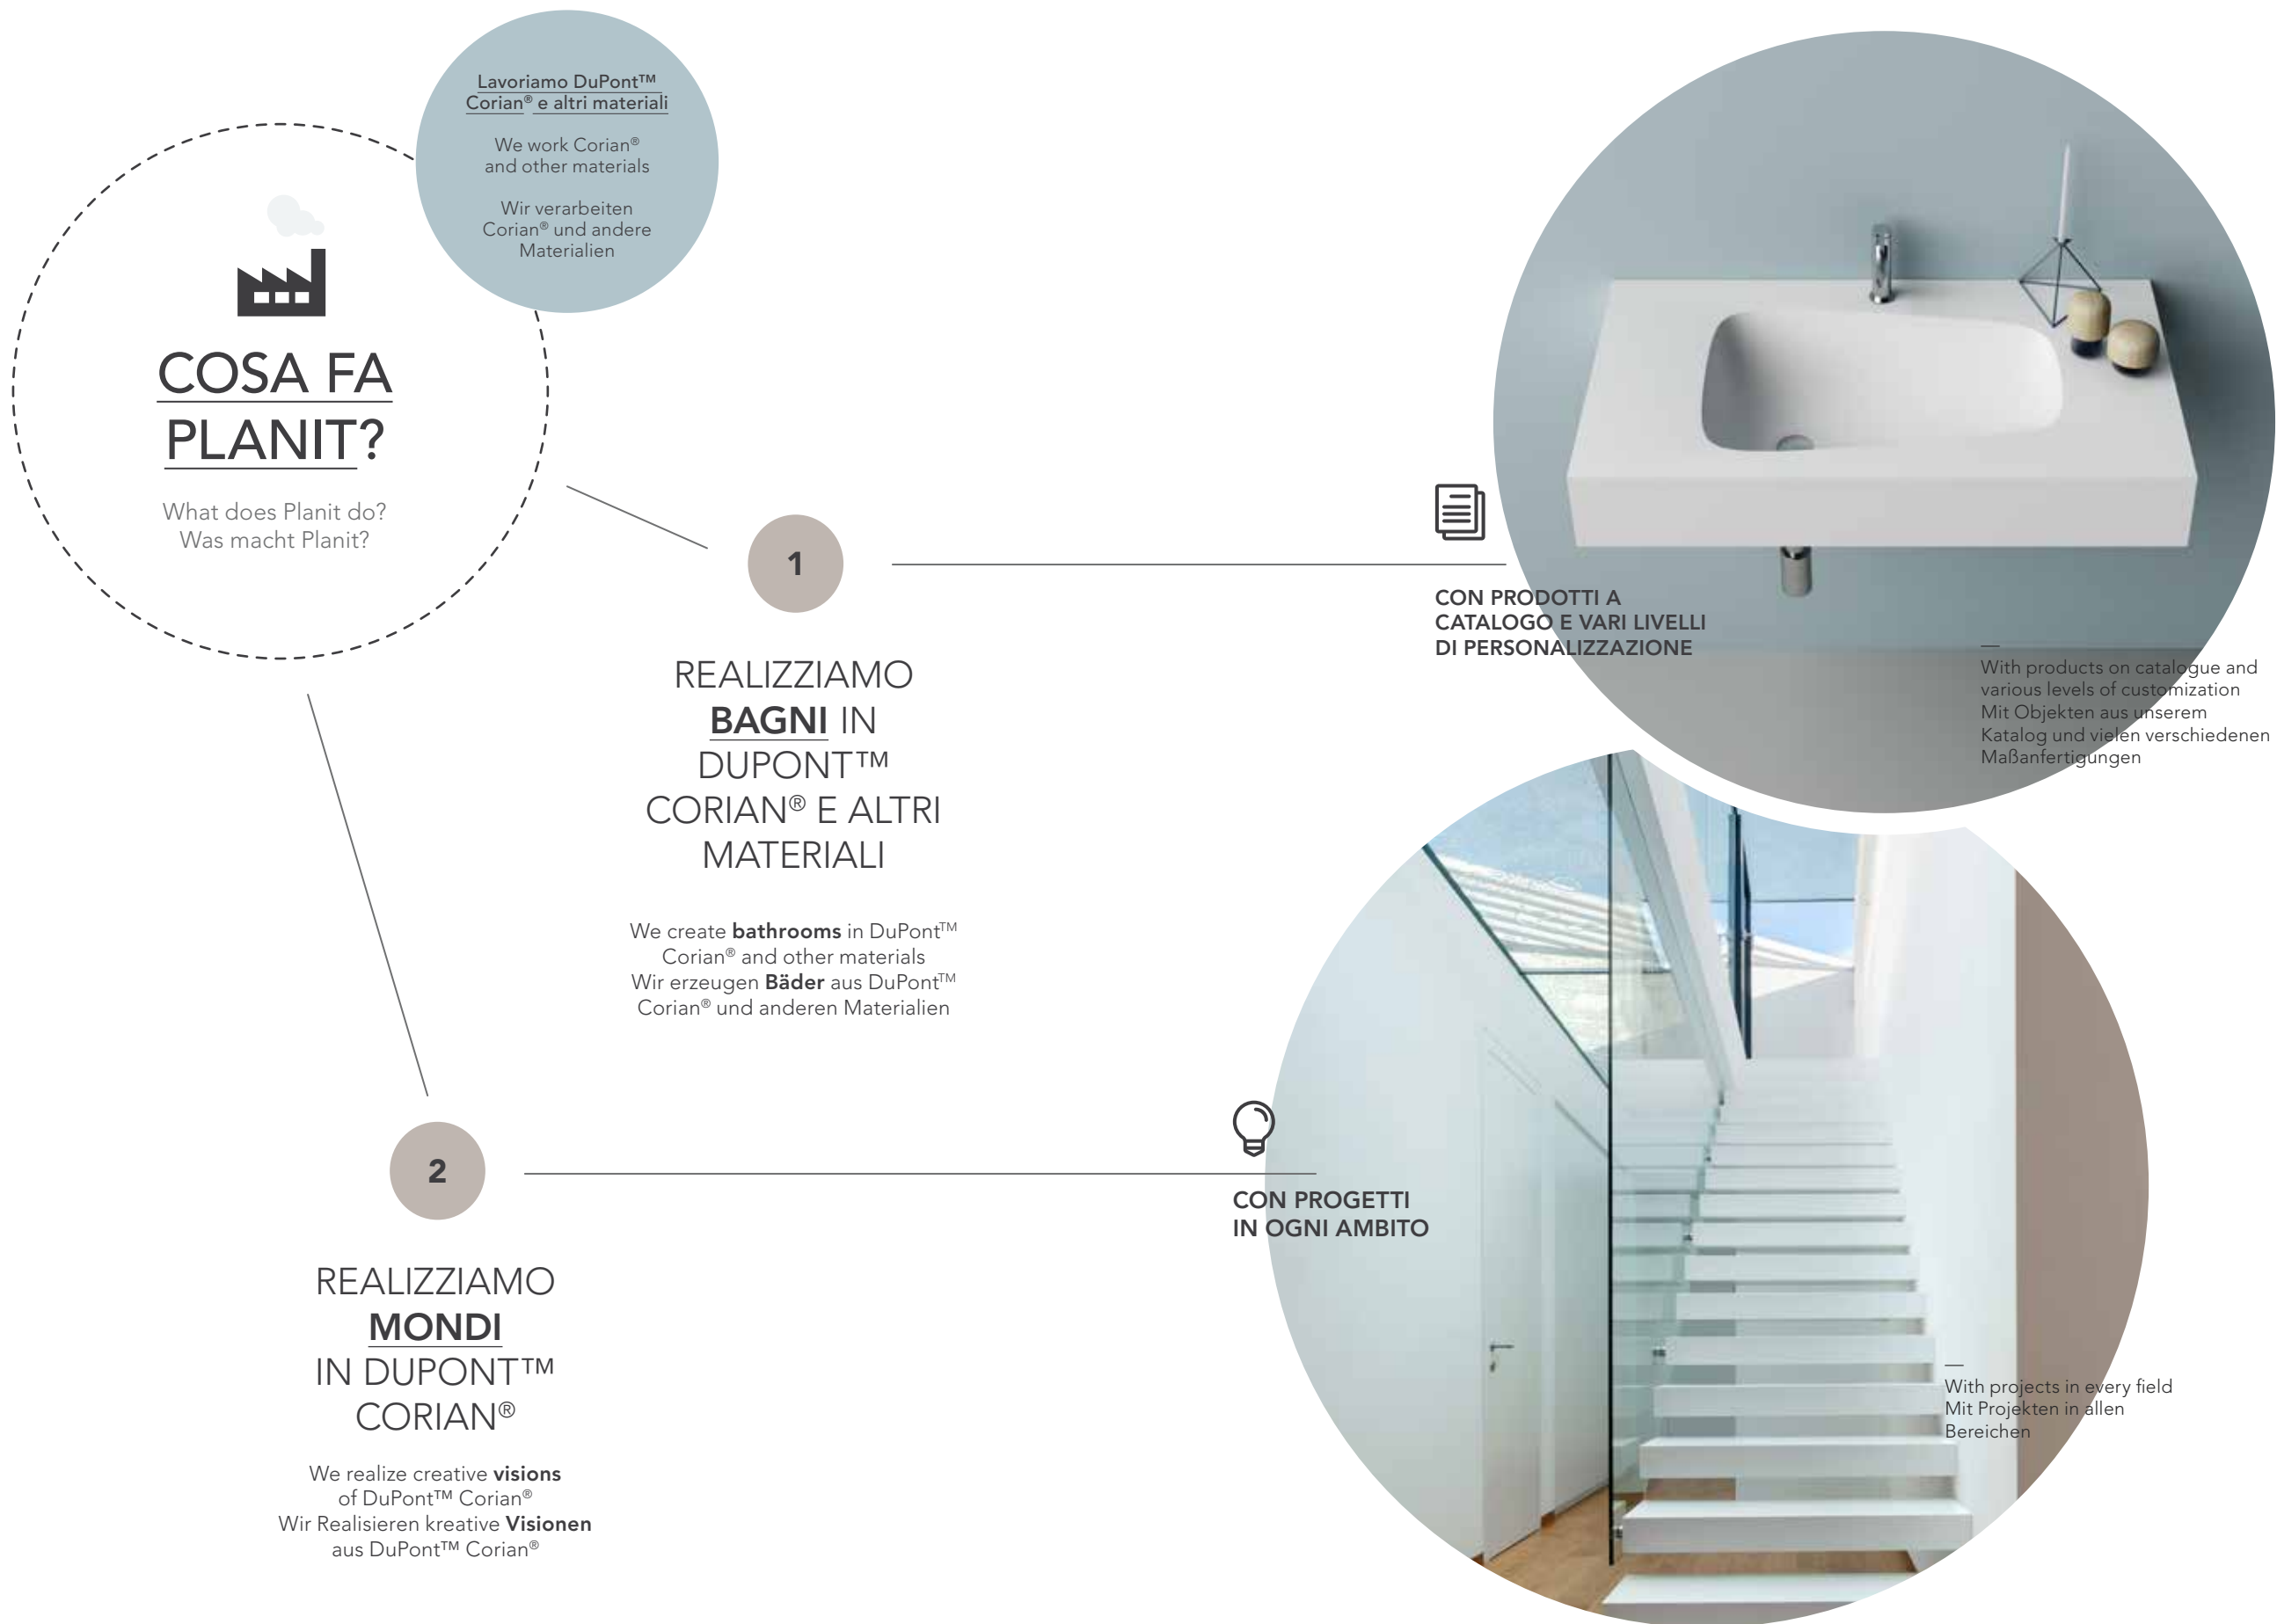 Lavoriamo DuPont™
Corian® e altri materiali
We work Corian®
and other materials
Wir verarbeiten
Corian® und andere
Materialien
COSA FA
PLANIT?
What does Planit do?
Was macht Planit?
1
REALIZZIAMO
BAGNI IN
DUPONT™
CORIAN® E ALTRI
MATERIALI
We create bathrooms in DuPont™
Corian® and other materials
Wir erzeugen Bäder aus DuPont™
Corian® und anderen Materialien
CON PRODOTTI A
CATALOGO E VARI LIVELLI
DI PERSONALIZZAZIONE
—
With products on catalogue and
various levels of customization
Mit Objekten aus unserem
Katalog und vielen verschiedenen
Maßanfertigungen
2
REALIZZIAMO
MONDI
IN DUPONT™
CORIAN®
We realize creative visions
of DuPont™ Corian®
Wir Realisieren kreative Visionen
aus DuPont™ Corian®
CON PROGETTI
IN OGNI AMBITO
—
With projects in every field
Mit Projekten in allen
Bereichen